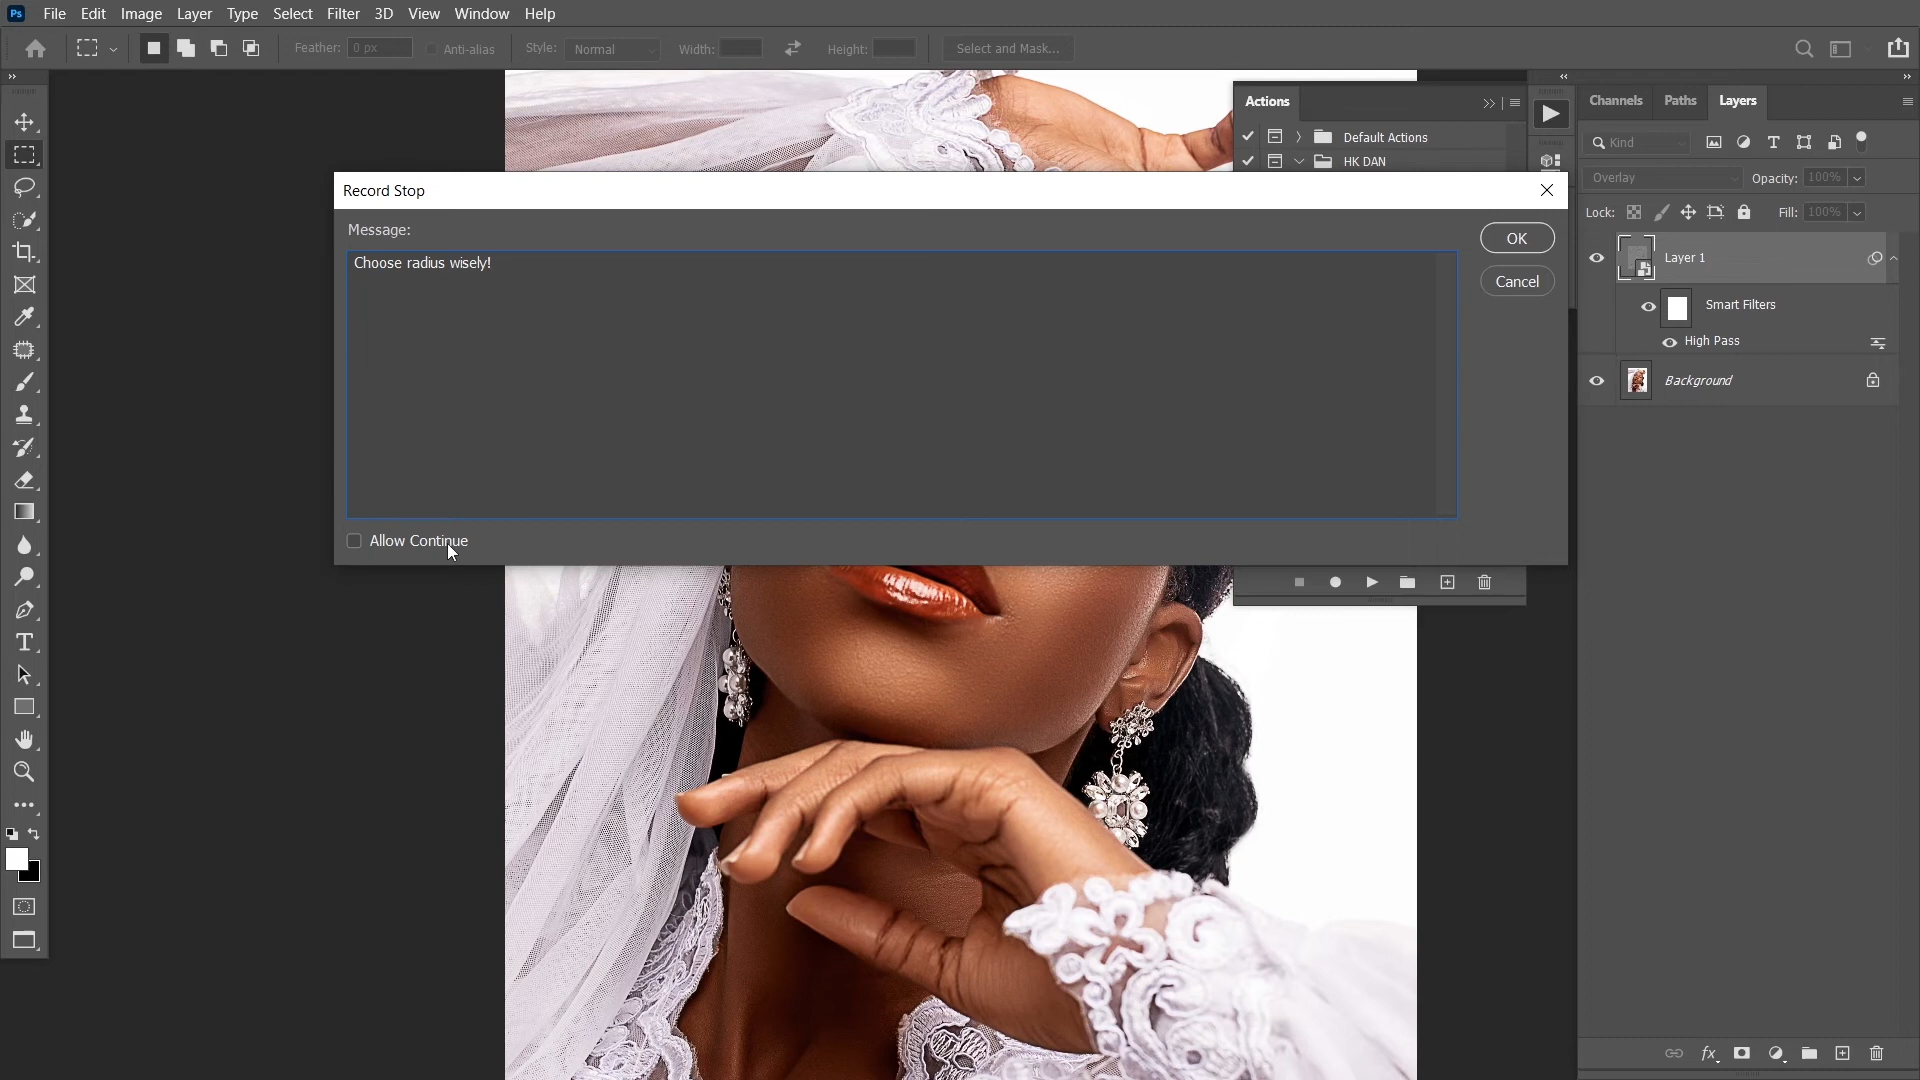 Ps File Edit Image Layer Type Select Filter 3D View Window Help
Feather: 0 px Anti-alias Style: Normal Width: Height: Select and Mask...
Actions
Default Actions
HK DAN
Channels Paths Layers
Kind
Overlay Opacity: 100%
Lock: Fill: 100%
Record Stop
Message:
Choose radius wisely!
OK
Cancel
Allow Continue
Layer 1
Smart Filters
High Pass
Background